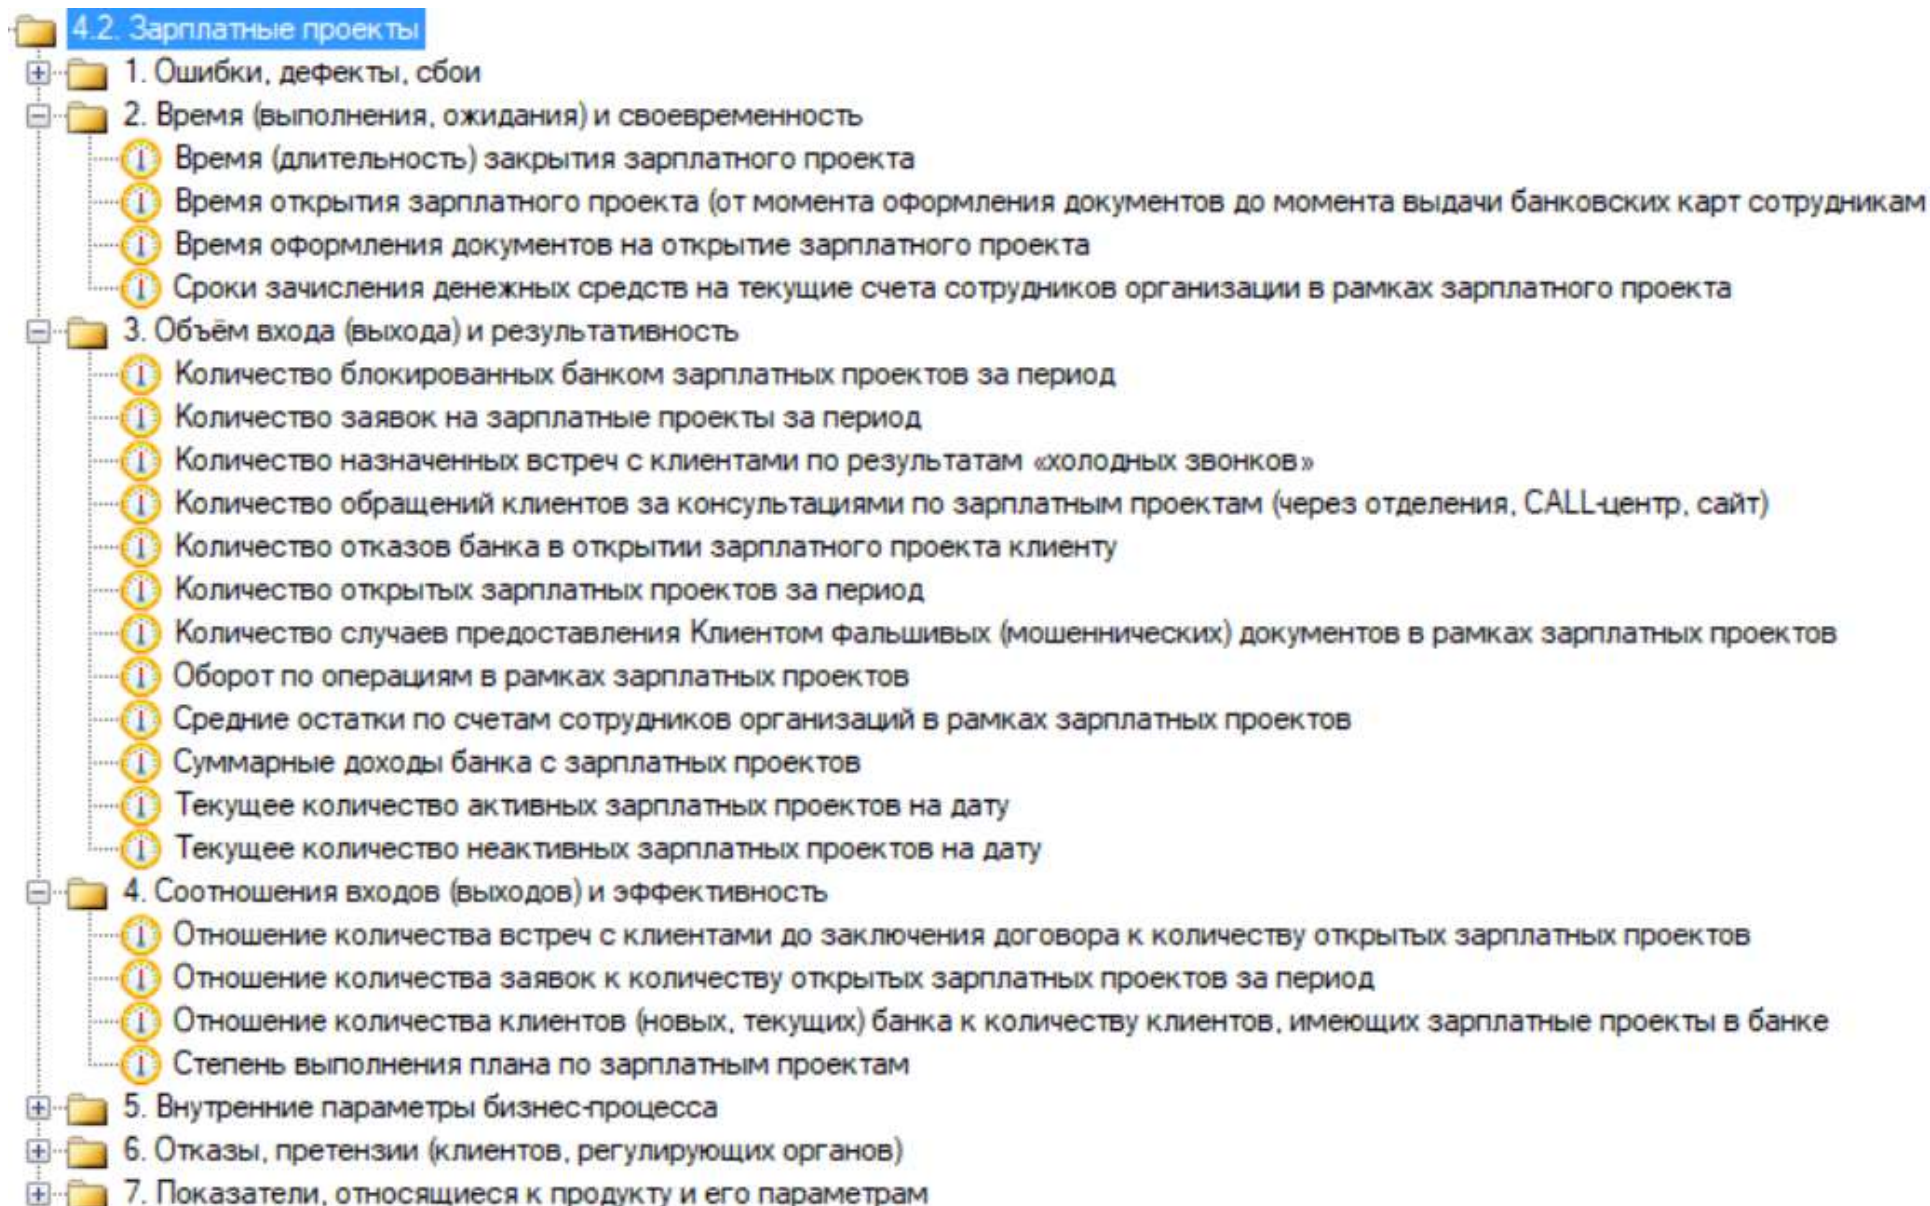 4.2. Зарплатные проекты
1. Ошибки, дефекты, сбои
2. Время (выполнения, ожидания) и своевременность
Время (длительность) закрытия зарплатного проекта
Время открытия зарплатного проекта (от момента оформления документов до момента выдачи банковских карт сотрудникам
Время оформления документов на открытие зарплатного проекта
Сроки зачисления денежных средств на текущие счета сотрудников организации в рамках зарплатного проекта
3. Объём входа (выхода) и результативность
Количество блокированных банком зарплатных проектов за период
Количество заявок на зарплатные проекты за период
Количество назначенных встреч с клиентами по результатам «холодных звонков»
Количество обращений клиентов за консультациями по зарплатным проектам (через отделения, CALL-центр, сайт)
Количество отказов банка в открытии зарплатного проекта клиенту
Количество открытых зарплатных проектов за период
Количество случаев предоставления Клиентом фальшивых (мошеннических) документов в рамках зарплатных проектов
Оборот по операциям в рамках зарплатных проектов
Средние остатки по счетам сотрудников организаций в рамках зарплатных проектов
Суммарные доходы банка с зарплатных проектов
Текущее количество активных зарплатных проектов на дату
Текущее количество неактивных зарплатных проектов на дату
4. Соотношения входов (выходов) и эффективность
Отношение количества встреч с клиентами до заключения договора к количеству открытых зарплатных проектов
Отношение количества заявок к количеству открытых зарплатных проектов за период
Отношение количества клиентов (новых, текущих) банка к количеству клиентов, имеющих зарплатные проекты в банке
Степень выполнения плана по зарплатным проектам
5. Внутренние параметры бизнес-процесса
6. Отказы, претензии (клиентов, регулирующих органов)
7. Показатели, относящиеся к продукту и его параметрам